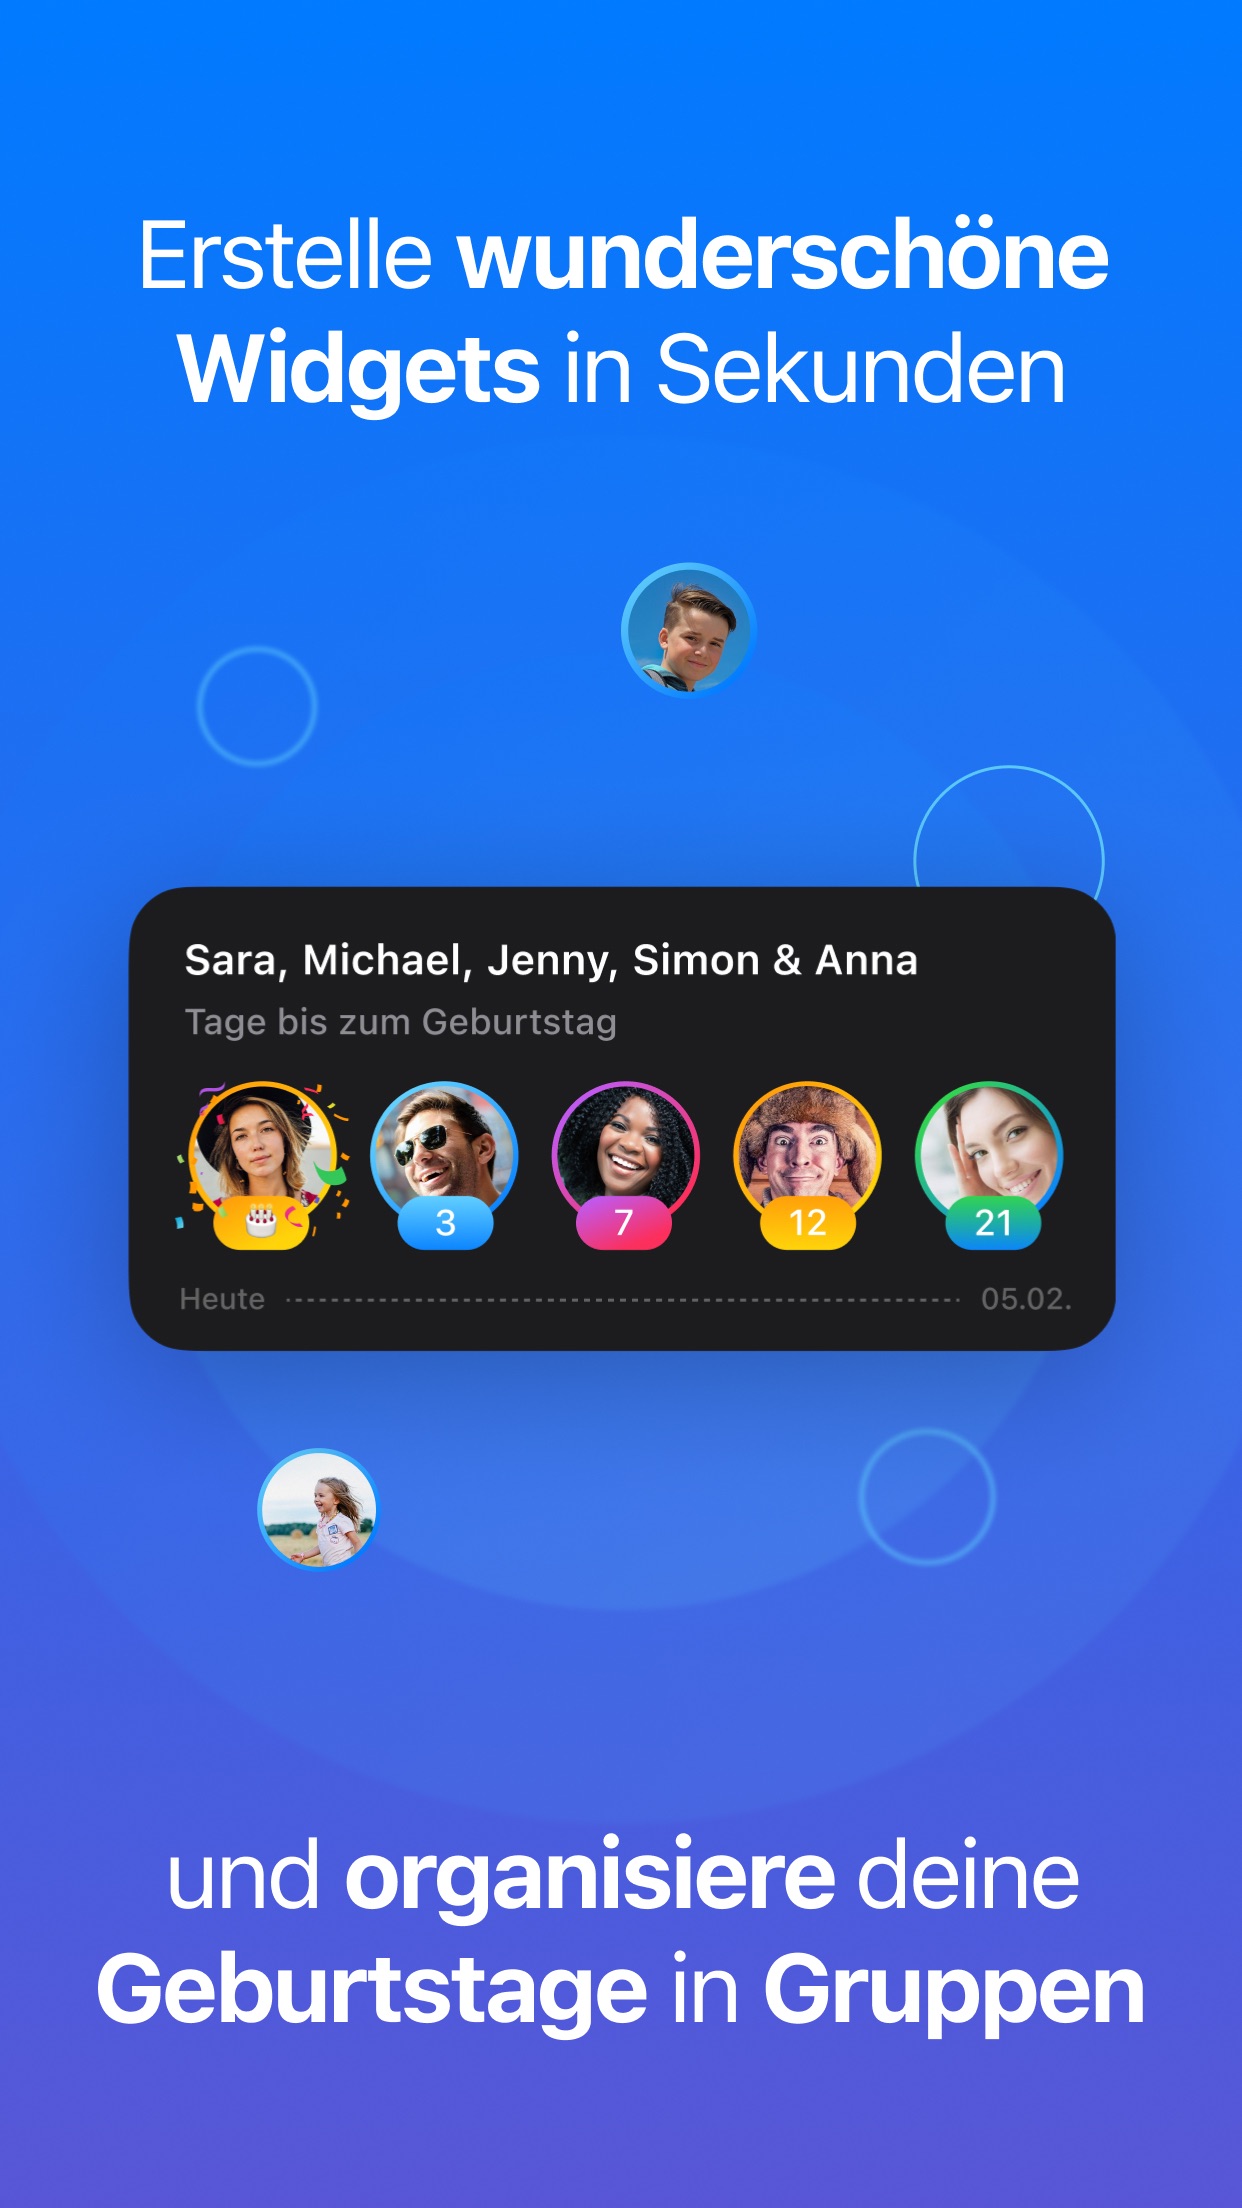 Erstelle wunderschöne
Widgets in Sekunden
Sara, Michael, Jenny, Simon & Anna
Tage bis zum Geburtstag
3 7 12 21
Heute 05.02.
und organisiere deine
Geburtstage in Gruppen